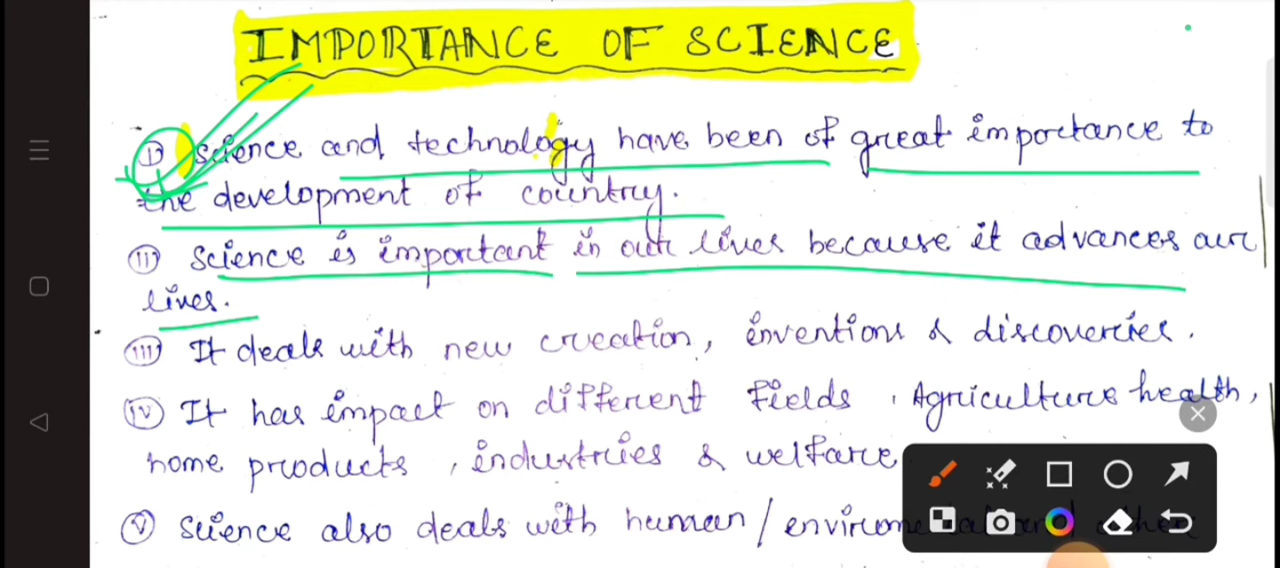 IMPORTANCE OF SCIENCE
(I) Science and technology have been of great importance to
the development of country.
(II) Science is important in our lives because it advances our
lives.
(III) It deals with new creation, inventions & discoveries.
(IV) It has impact on different fields, Agriculture health,
home products, industries & welfare
(V) Science also deals with human/